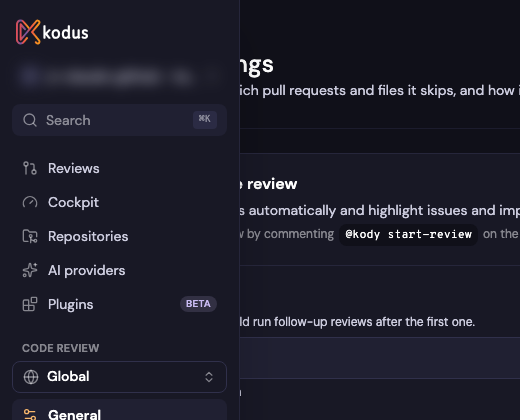 kodus
Search ⌘K
Reviews
Cockpit
Repositories
AI providers
Plugins BETA
CODE REVIEW
Global
General
ngs
ich pull requests and files it skips, and how i
e review
s automatically and highlight issues and imp
w by commenting @kody start-review on the
ld run follow-up reviews after the first one.